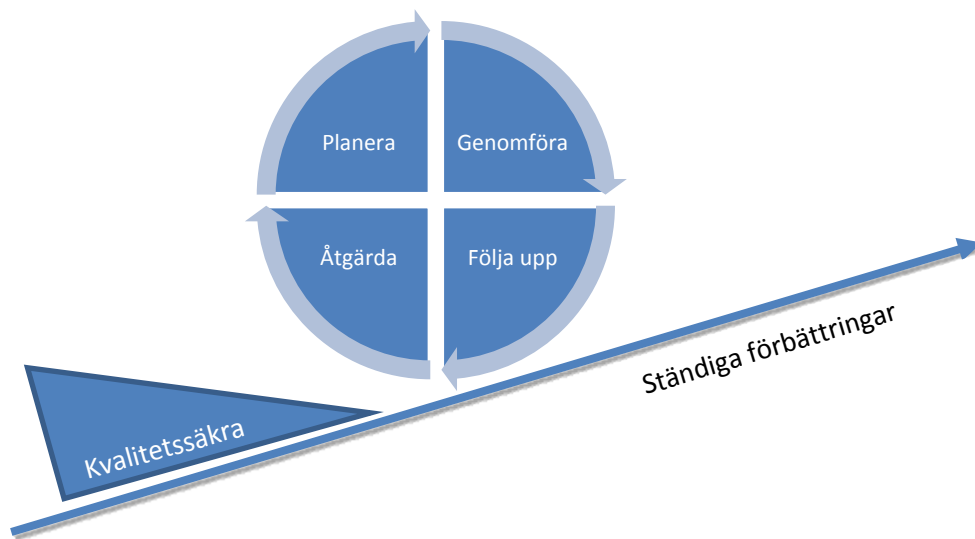 Planera
Genomföra
Åtgärda
Följa upp
Ständiga förbättringar
Kvalitetssäkra